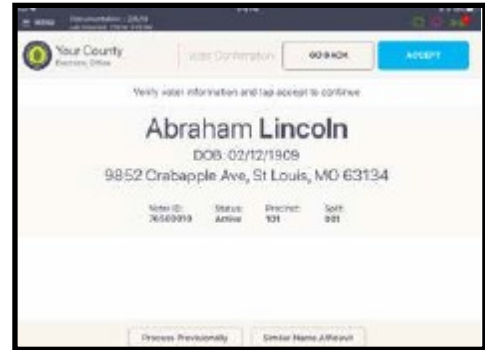 MENU
Your County
Elections Office
Voter Confirmation
GO BACK
ACCEPT
Verify voter information and tap accept to continue
Abraham Lincoln
DOB: 02/12/1909
9852 Crabapple Ave, St Louis, MO 63134
Voter ID: Status: Precinct: Split:
Active 101 001
Process Provisionally
Similar Name Affidavit